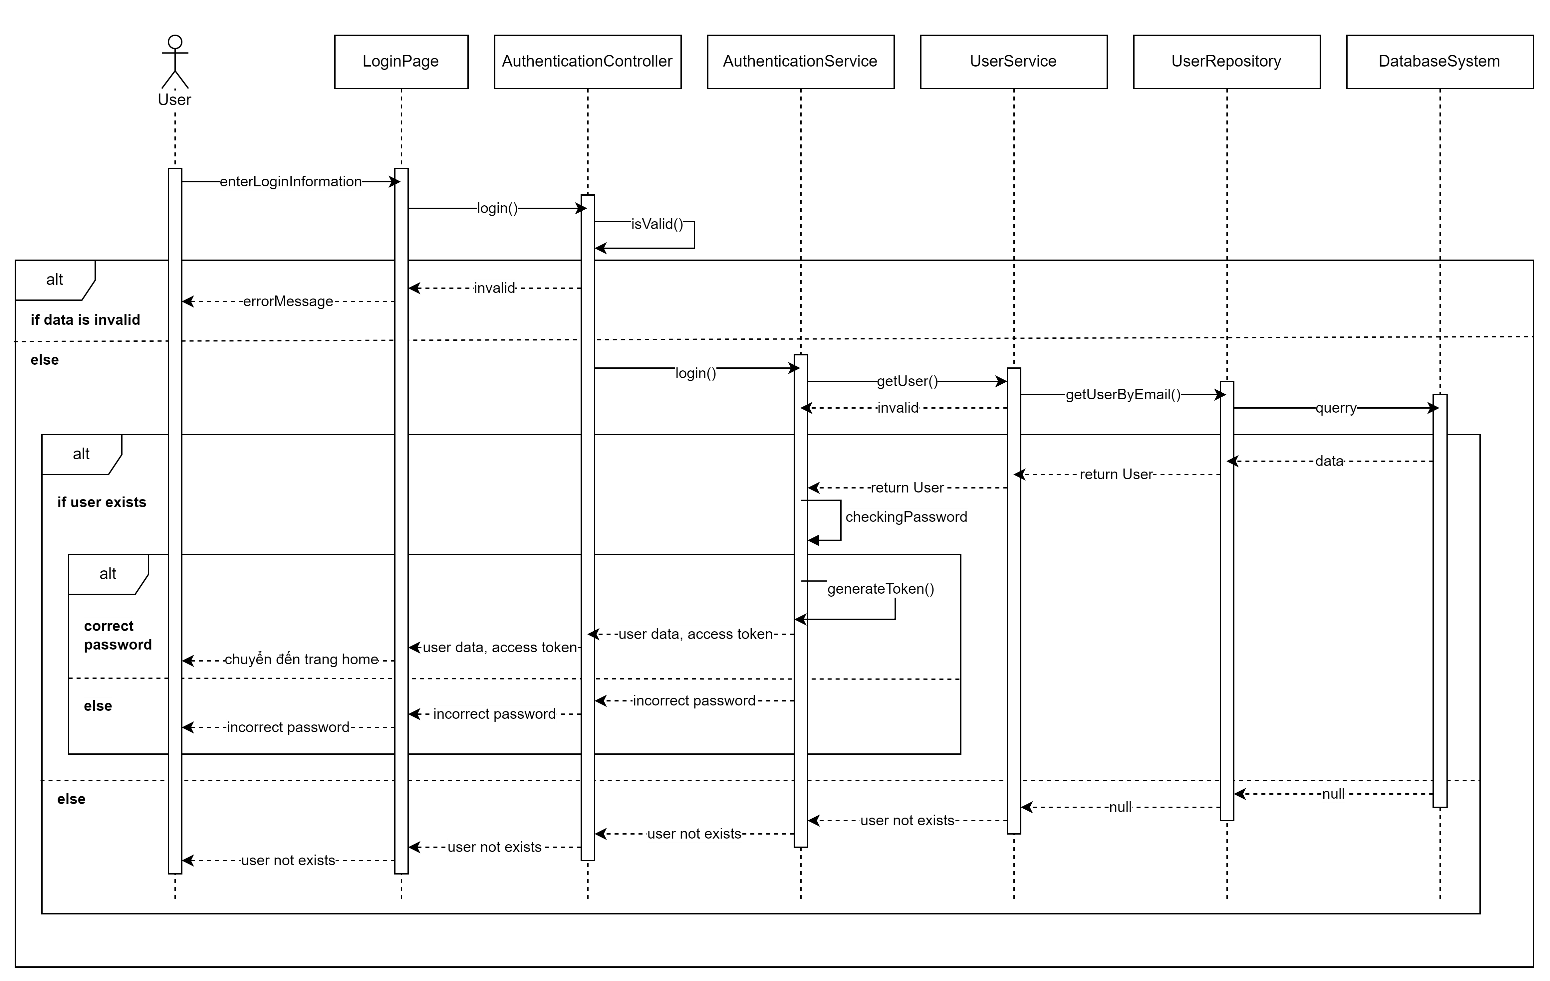 User
LoginPage
AuthenticationController
AuthenticationService
UserService
UserRepository
DatabaseSystem
enterLoginInformation
login()
isValid()
alt
invalid
errorMessage
if data is invalid
else
login()
getUser()
getUserByEmail()
invalid
querry
alt
data
return User
return User
if user exists
checkingPassword
alt
generateToken()
correct
password
user data, access token
user data, access token
chuyển đến trang home
else
incorrect password
incorrect password
incorrect password
else
null
null
user not exists
user not exists
user not exists
user not exists